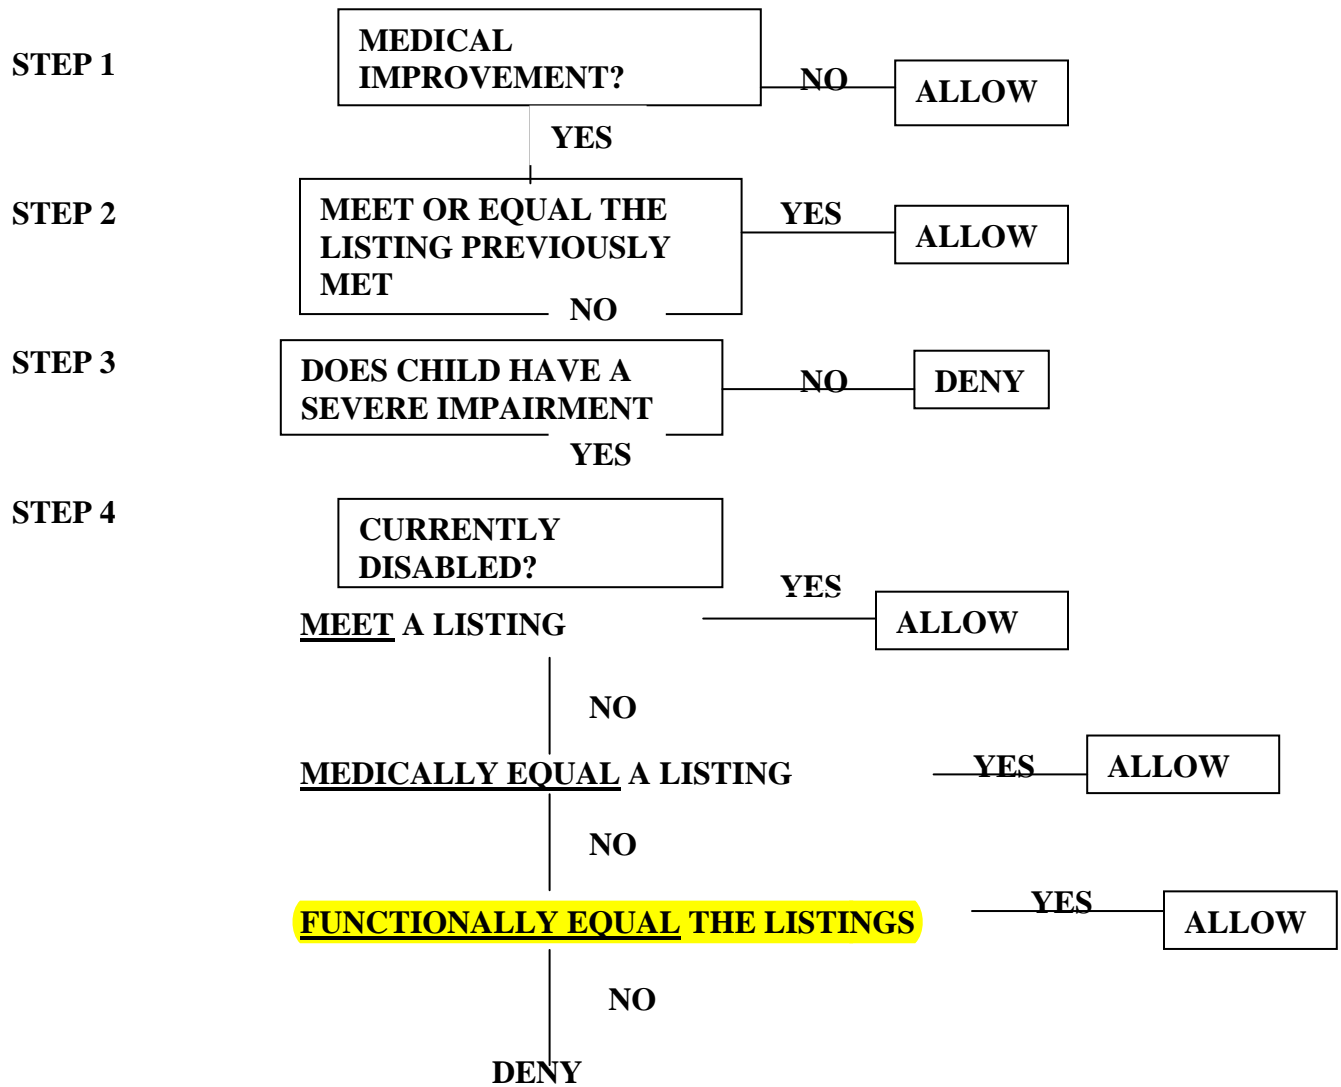 STEP 1
MEDICAL
IMPROVEMENT?
NO
ALLOW
YES
STEP 2
MEET OR EQUAL THE
LISTING PREVIOUSLY
MET
YES
ALLOW
NO
STEP 3
DOES CHILD HAVE A
SEVERE IMPAIRMENT
NO
DENY
YES
STEP 4
CURRENTLY
DISABLED?
YES
MEET A LISTING
ALLOW
NO
MEDICALLY EQUAL A LISTING
YES
ALLOW
NO
FUNCTIONALLY EQUAL THE LISTINGS
YES
ALLOW
NO
DENY